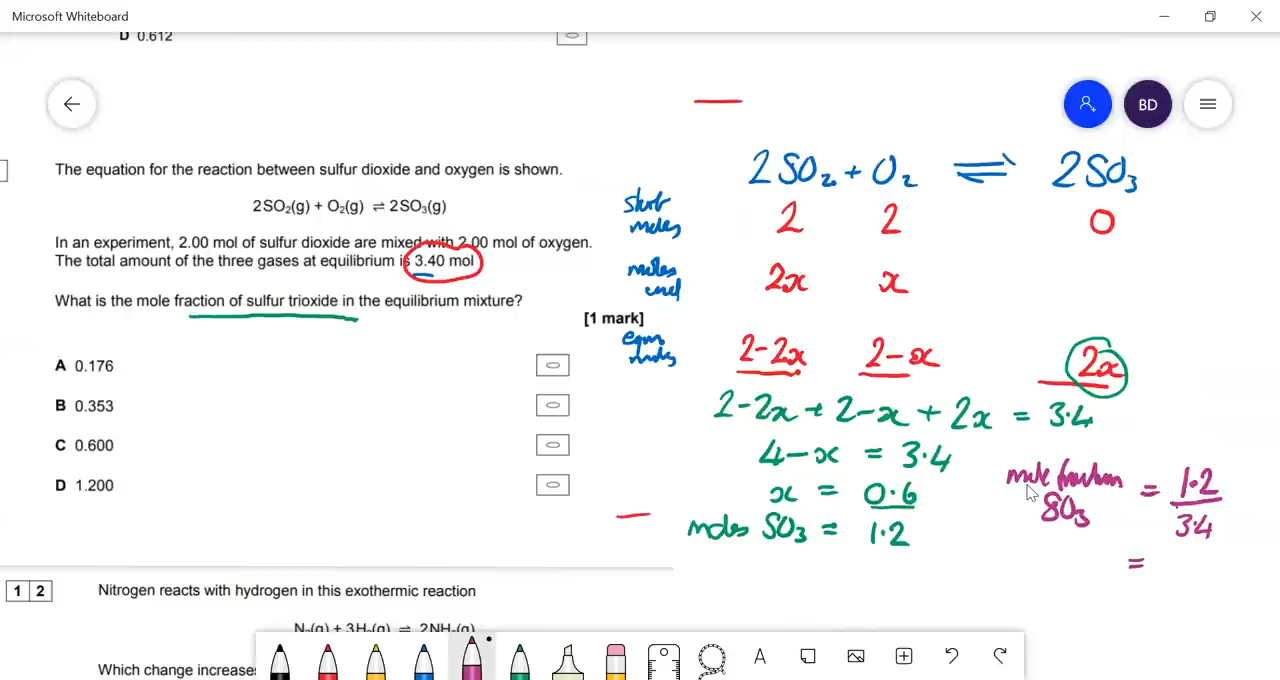 Microsoft Whiteboard
D 0.612
BD
The equation for the reaction between sulfur dioxide and oxygen is shown.
2SO₂(g) + O₂(g) ⇌ 2SO₃(g)
In an experiment, 2.00 mol of sulfur dioxide are mixed with 2.00 mol of oxygen.
The total amount of the three gases at equilibrium is 3.40 mol
What is the mole fraction of sulfur trioxide in the equilibrium mixture?
[1 mark]
A 0.176
B 0.353
C 0.600
D 1.200
2SO₂ + O₂ ⇌ 2SO₃
start moles 2 2 0
moles used 2x x
eqm moles 2-2x 2-x 2x
2-2x + 2-x + 2x = 3.4
4-x = 3.4
x = 0.6
moles SO₃ = 1.2
mole fraction SO₃ = 1.2/3.4
=
1 2 Nitrogen reacts with hydrogen in this exothermic reaction
N₂(g) + 3H₂(g) ⇌ 2NH₃(g)
Which change increases
A